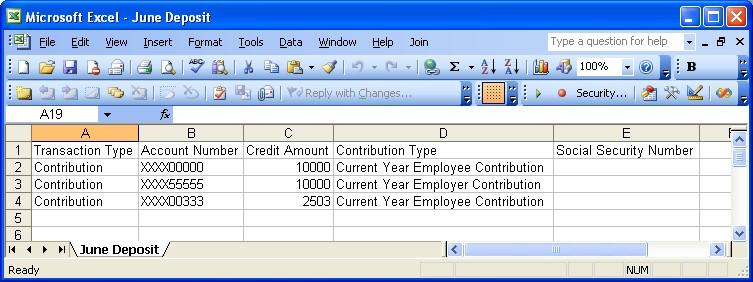 Microsoft Excel - June Deposit
File Edit View Insert Format Tools Data Window Help Join Type a question for help
100% B
Reply with Changes... Security...
A19 fx
A B C D E
1 Transaction Type Account Number Credit Amount Contribution Type Social Security Number
2 Contribution XXXX00000 10000 Current Year Employee Contribution
3 Contribution XXXX55555 10000 Current Year Employer Contribution
4 Contribution XXXX00333 2503 Current Year Employee Contribution
5
6
June Deposit
Ready NUM